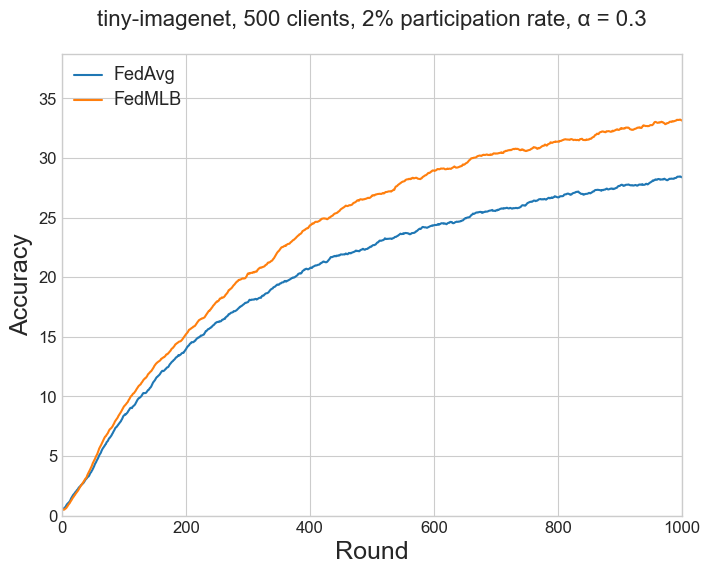 tiny-imagenet, 500 clients, 2% participation rate, α = 0.3
FedAvg
FedMLB
35
30
25
20
15
10
5
0
Accuracy
0 200 400 600 800 1000
Round